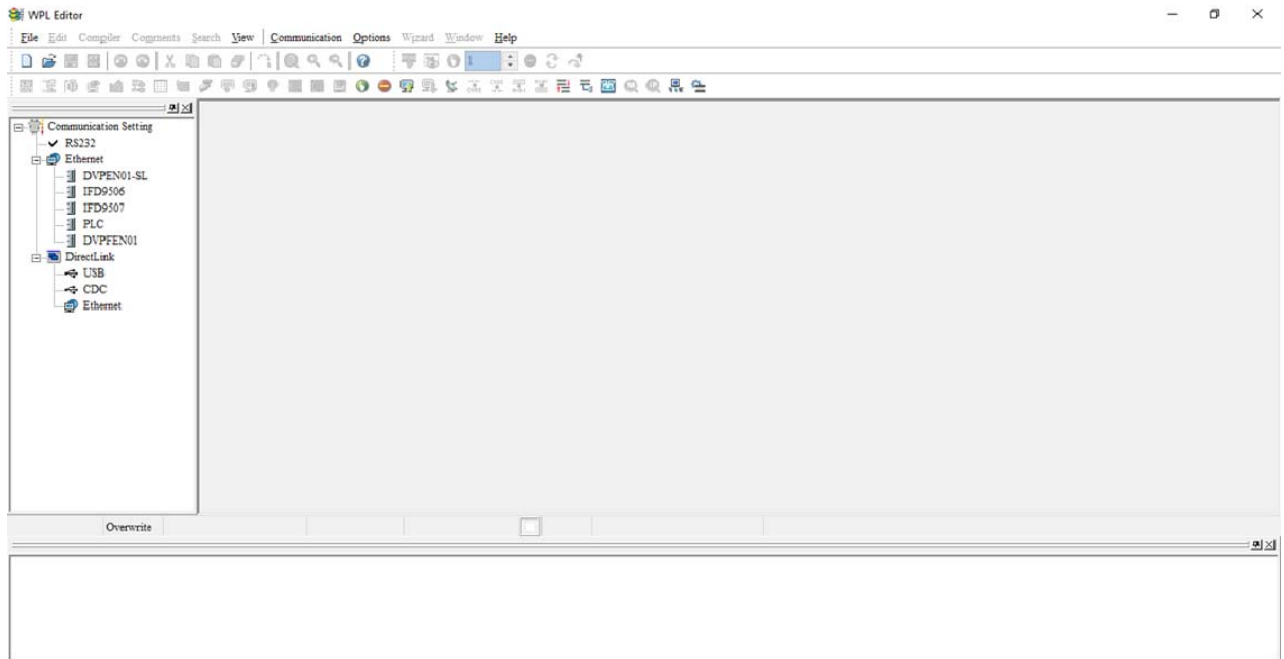 WPL Editor
File Edit Compiler Comments Search View Communication Options Wizard Window Help
1
Communication Setting
RS232
Ethernet
DVPEN01-SL
IFD9506
IFD9507
PLC
DVPFEN01
DirectLink
USB
CDC
Ethernet
Overwrite